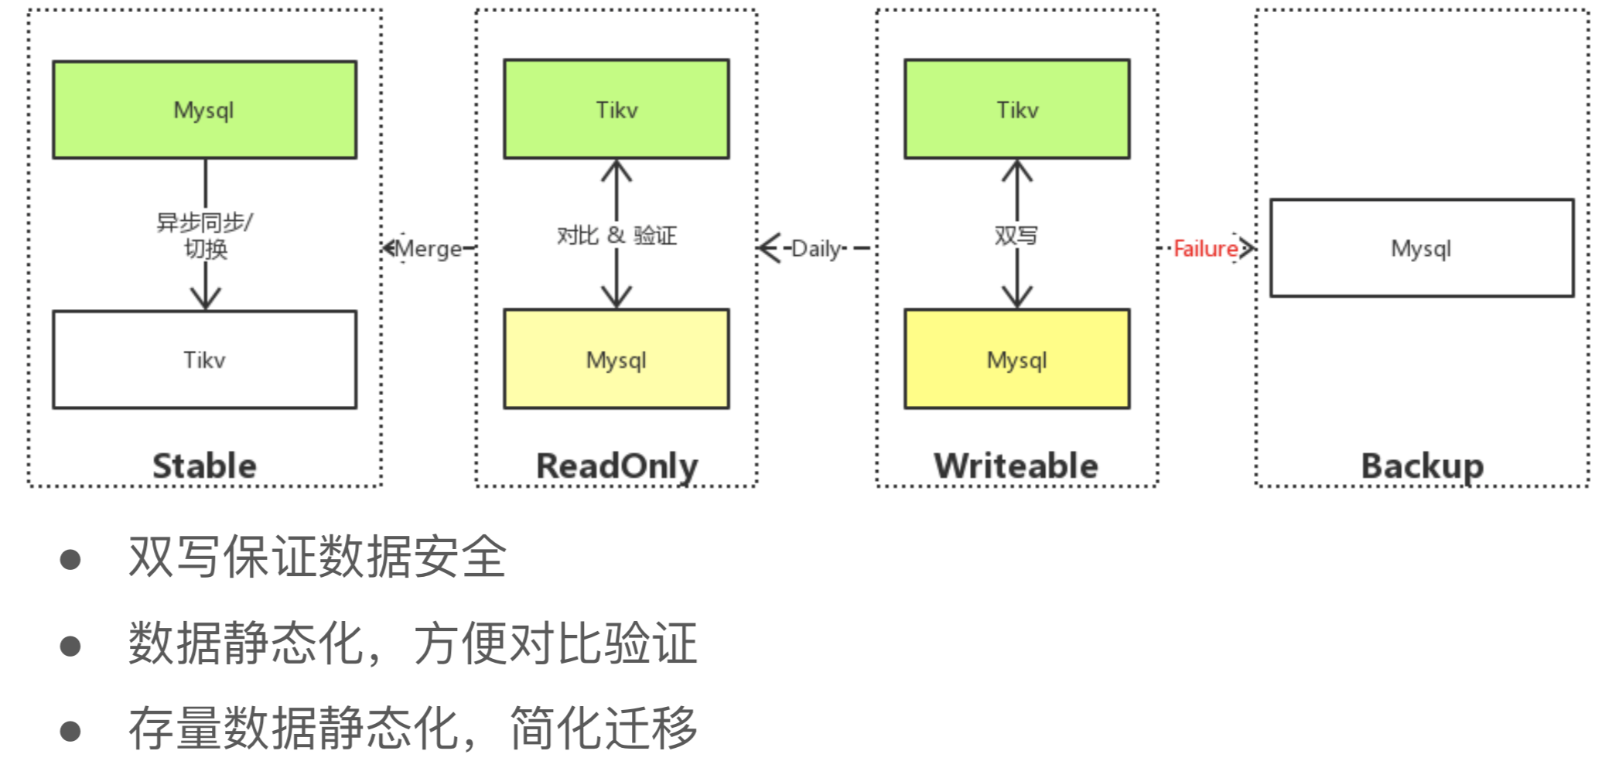 Mysql
异步同步/
切换
Tikv
Stable
Merge
Tikv
对比 & 验证
Mysql
ReadOnly
Daily
Tikv
双写
Mysql
Writeable
Failure
Mysql
Backup
● 双写保证数据安全
● 数据静态化，方便对比验证
● 存量数据静态化，简化迁移